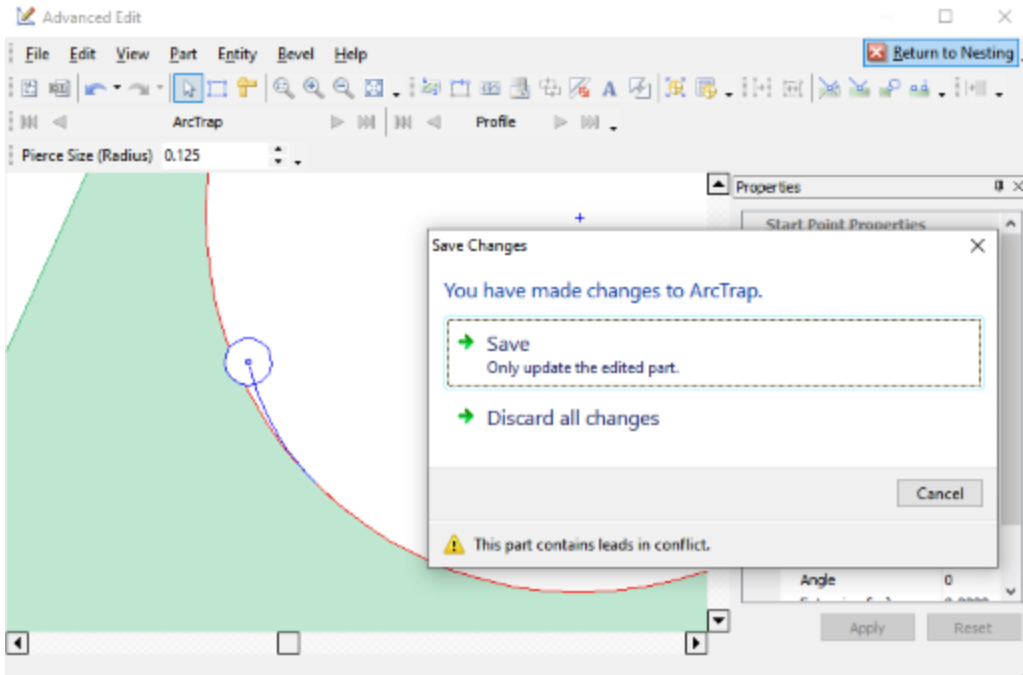 Advanced Edit
File Edit View Part Entity Bevel Help Return to Nesting
ArcTrap Profile
Pierce Size (Radius) 0.125
Properties
Start Point Properties
Save Changes
You have made changes to ArcTrap.
Save
Only update the edited part.
Discard all changes
Cancel
This part contains leads in conflict.
Angle 0
Apply Reset